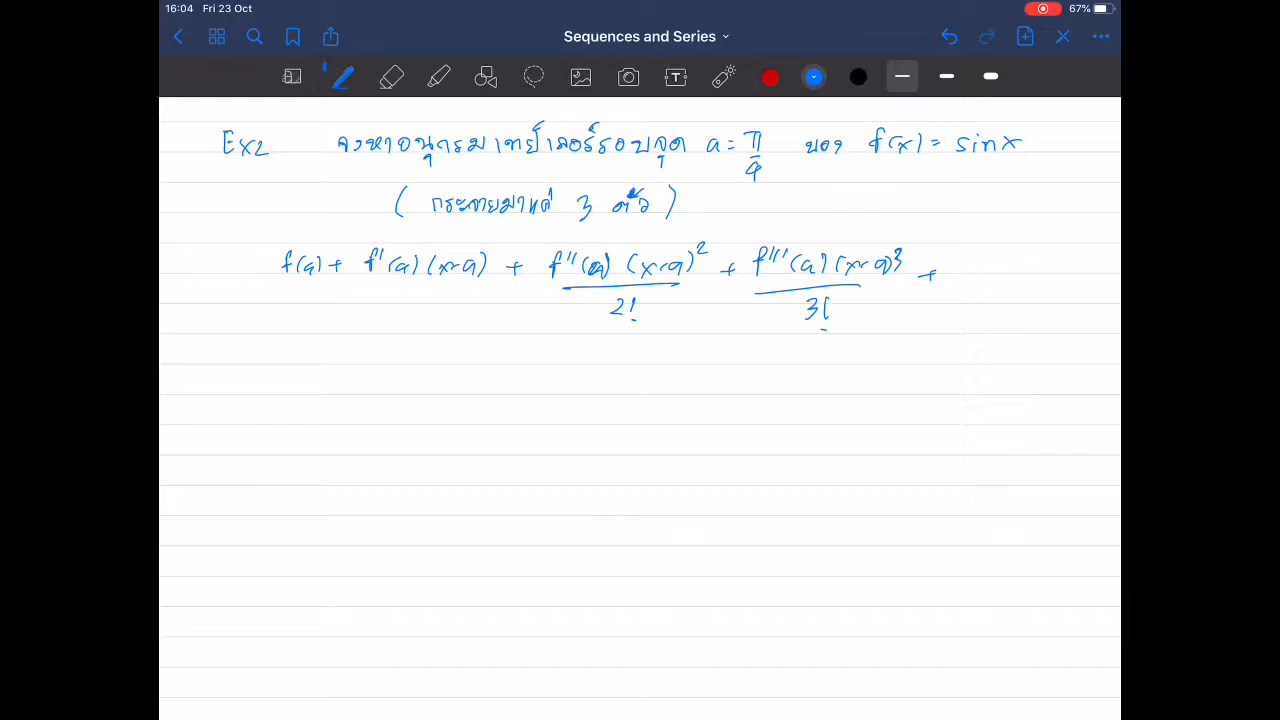 16:04 Fri 23 Oct 67%
Sequences and Series
T
Ex2 จงหาอนุกรมเทย์เลอร์รอบจุด a = π/4 ของ f(x) = sinx
( กระจายมาแค่ 3 ตัว )
f(a) + f'(a)(x-a) + f''(a)(x-a)²/2! + f'''(a)(x-a)³/3! +